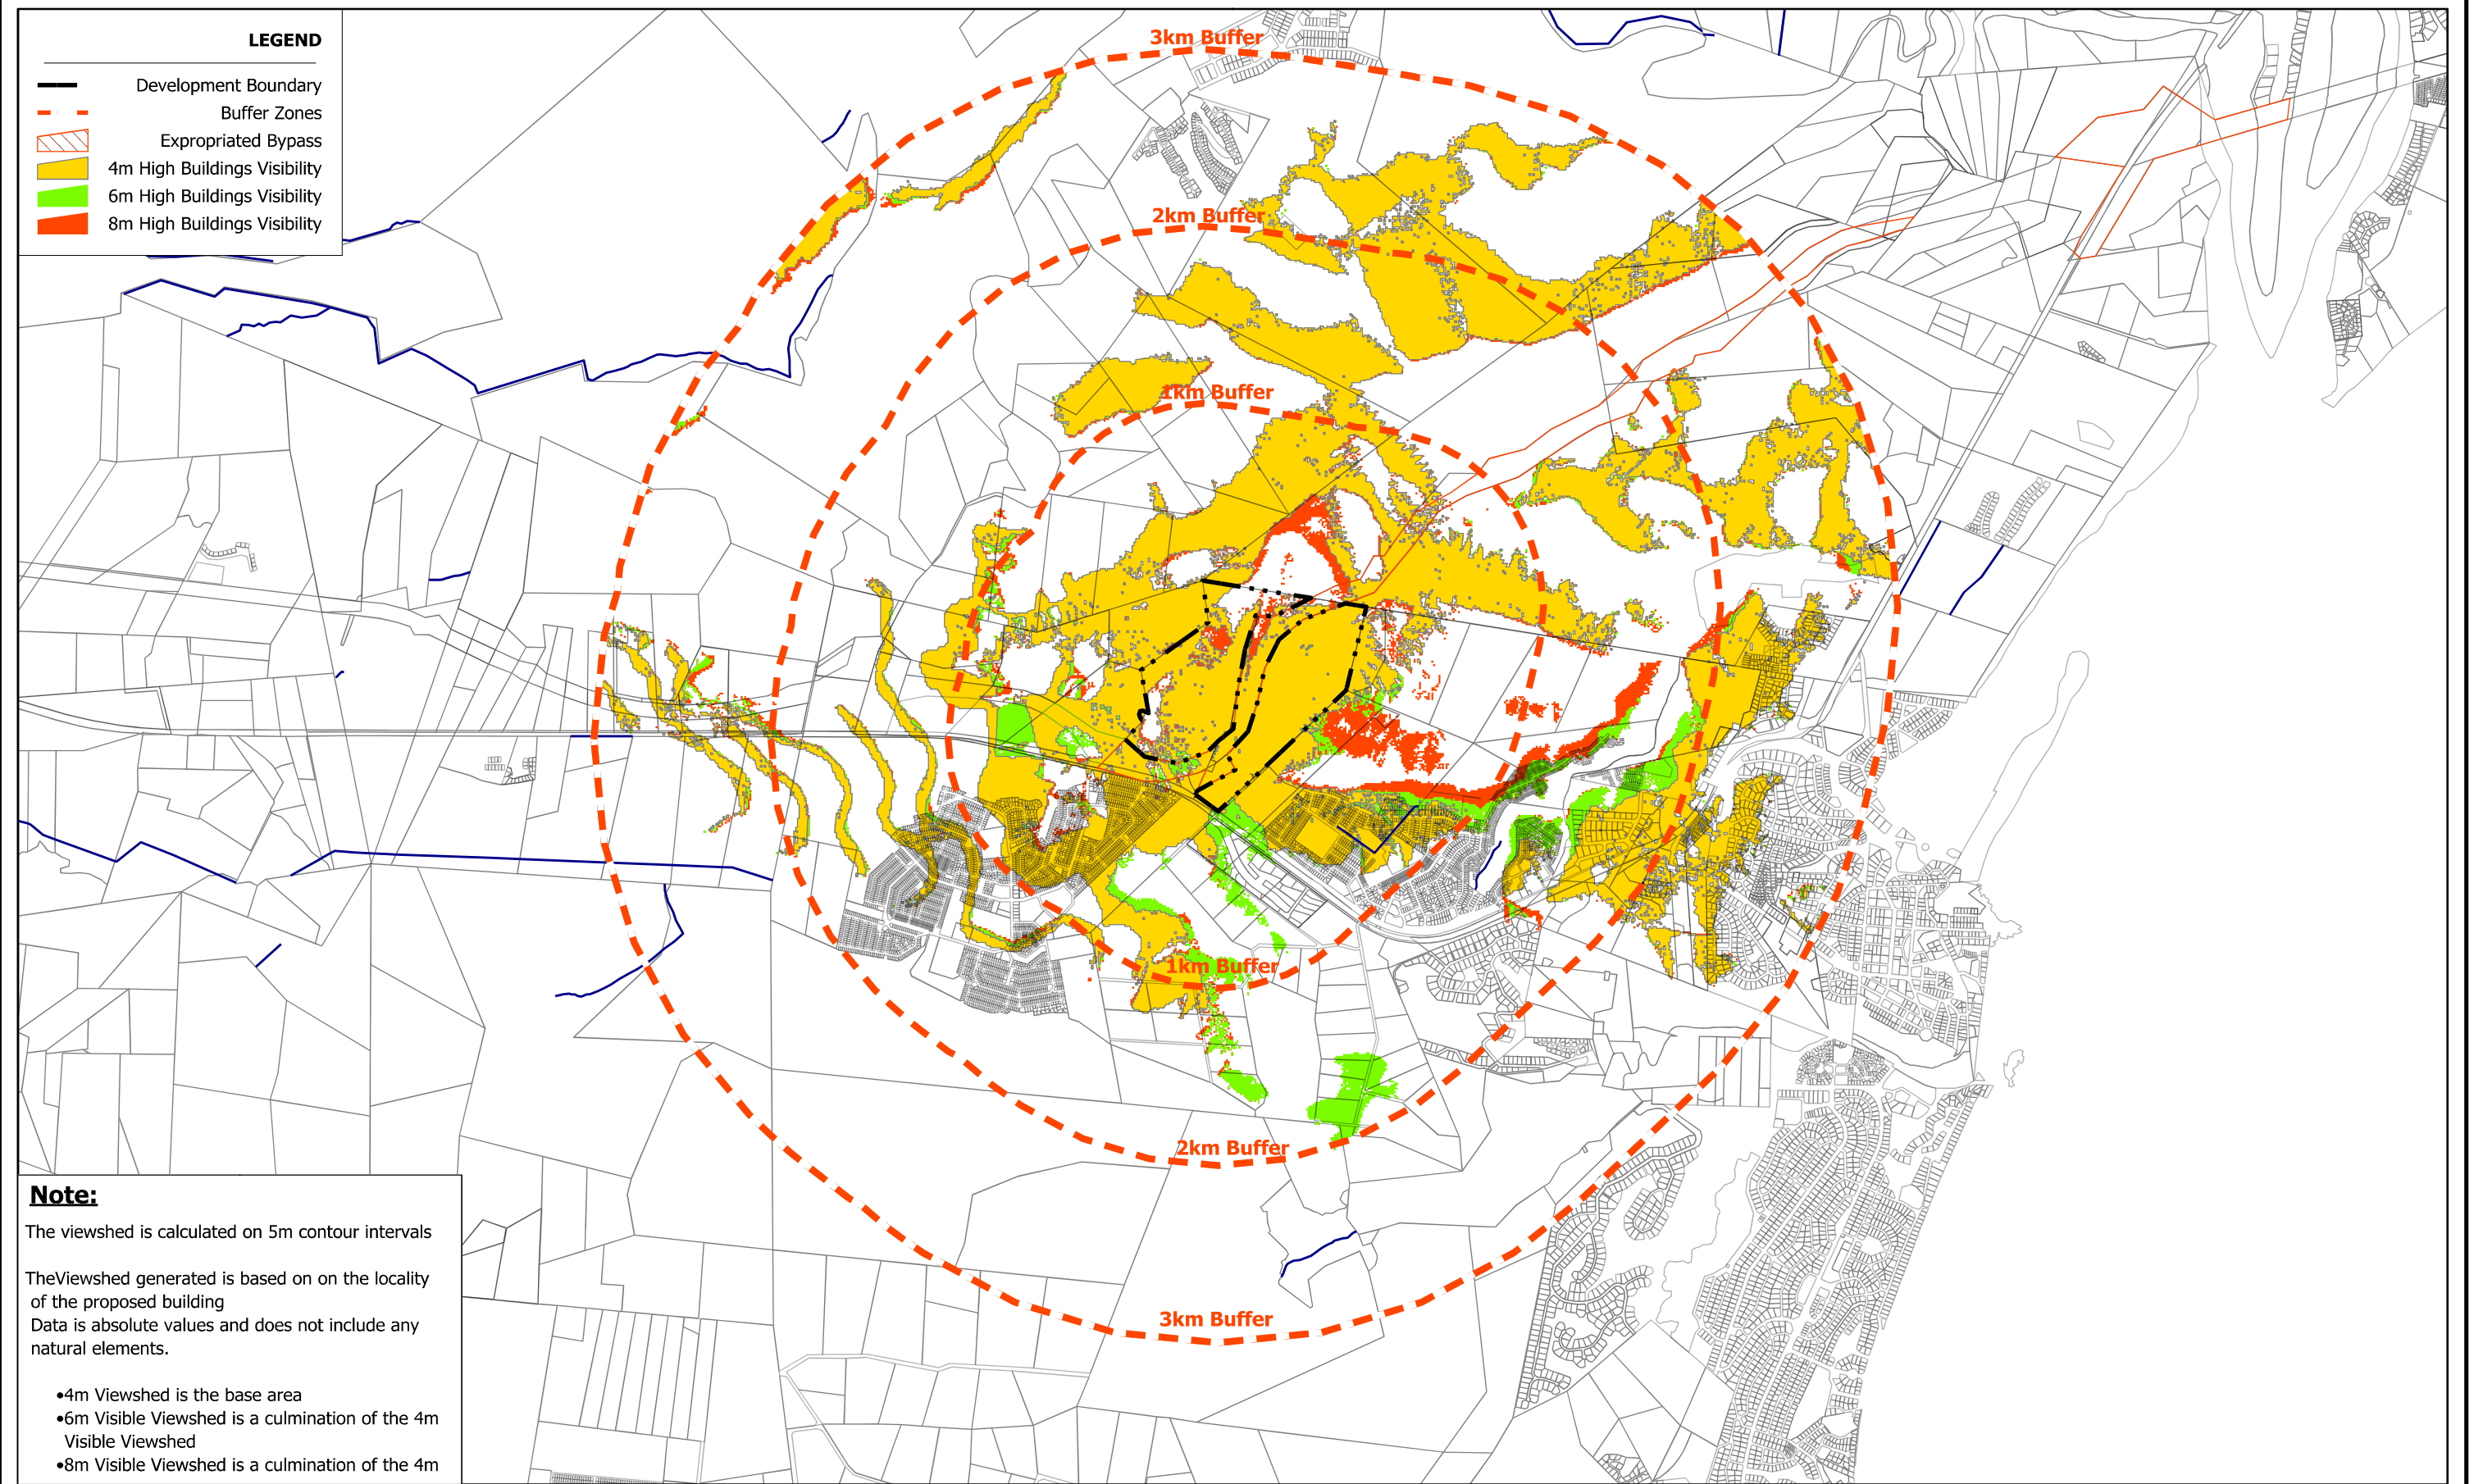 LEGEND
Development Boundary
Buffer Zones
Expropriated Bypass
4m High Buildings Visibility
6m High Buildings Visibility
8m High Buildings Visibility
3km Buffer
2km Buffer
1km Buffer
1km Buffer
2km Buffer
3km Buffer
Note:
The viewshed is calculated on 5m contour intervals
TheViewshed generated is based on on the locality
of the proposed building
Data is absolute values and does not include any
natural elements.
•4m Viewshed is the base area
•6m Visible Viewshed is a culmination of the 4m
Visible Viewshed
•8m Visible Viewshed is a culmination of the 4m